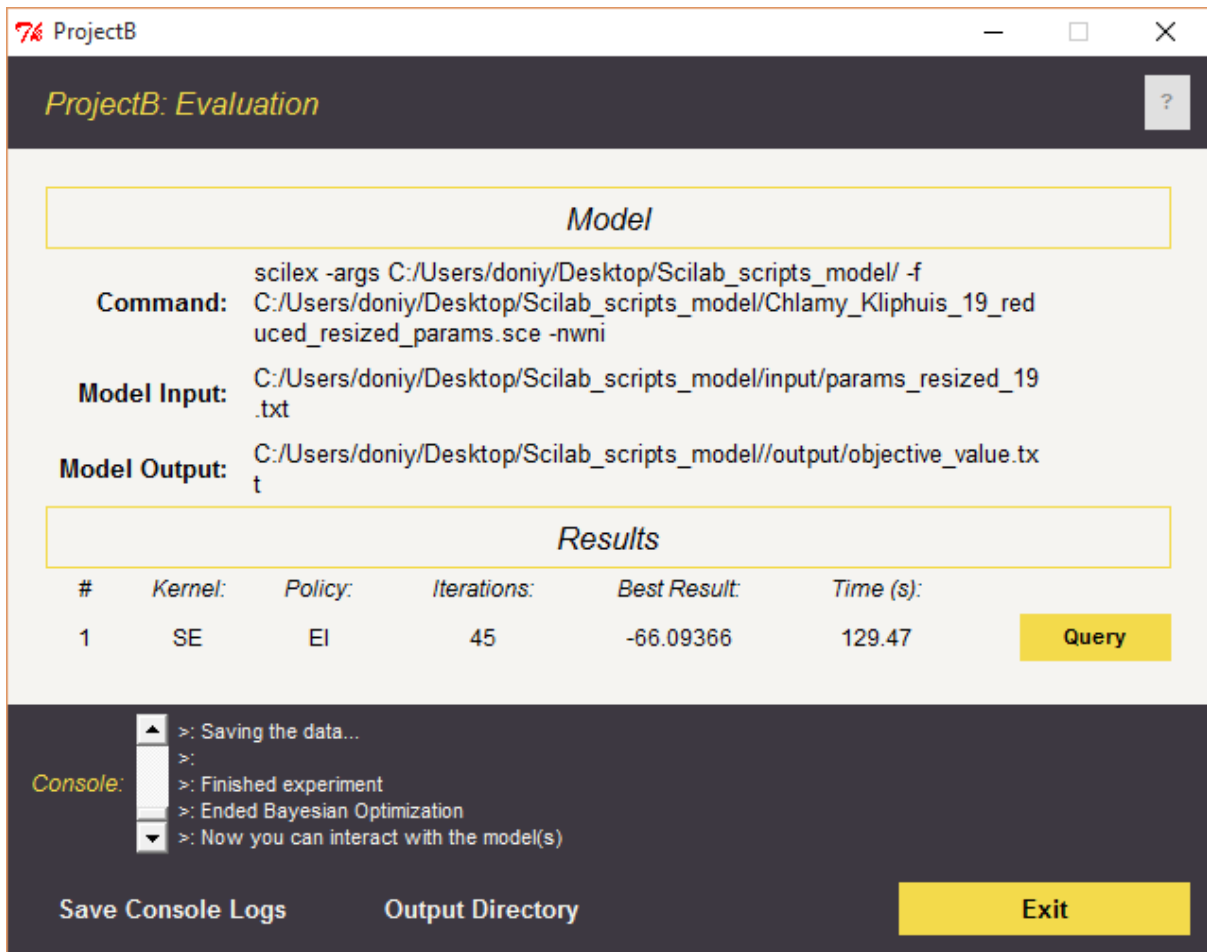 ProjectB
ProjectB: Evaluation
?
Model
Command:
scilex -args C:/Users/doniy/Desktop/Scilab_scripts_model/ -f
C:/Users/doniy/Desktop/Scilab_scripts_model/Chlamy_Kliphuis_19_red
uced_resized_params.sce -nwni
Model Input:
C:/Users/doniy/Desktop/Scilab_scripts_model/input/params_resized_19
.txt
Model Output:
C:/Users/doniy/Desktop/Scilab_scripts_model//output/objective_value.tx
t
Results
# Kernel: Policy: Iterations: Best Result: Time (s):
1 SE EI 45 -66.09366 129.47 Query
Console:
>: Saving the data...
>:
>: Finished experiment
>: Ended Bayesian Optimization
>: Now you can interact with the model(s)
Save Console Logs Output Directory Exit